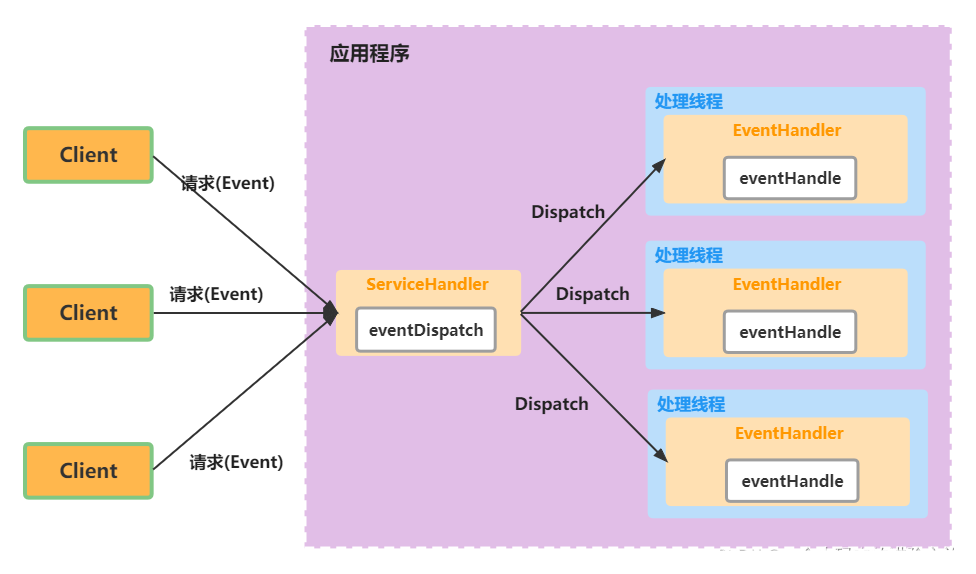 应用程序
Client
Client
Client
请求(Event)
请求(Event)
请求(Event)
ServiceHandler
eventDispatch
Dispatch
Dispatch
Dispatch
处理线程
EventHandler
eventHandle
处理线程
EventHandler
eventHandle
处理线程
EventHandler
eventHandle